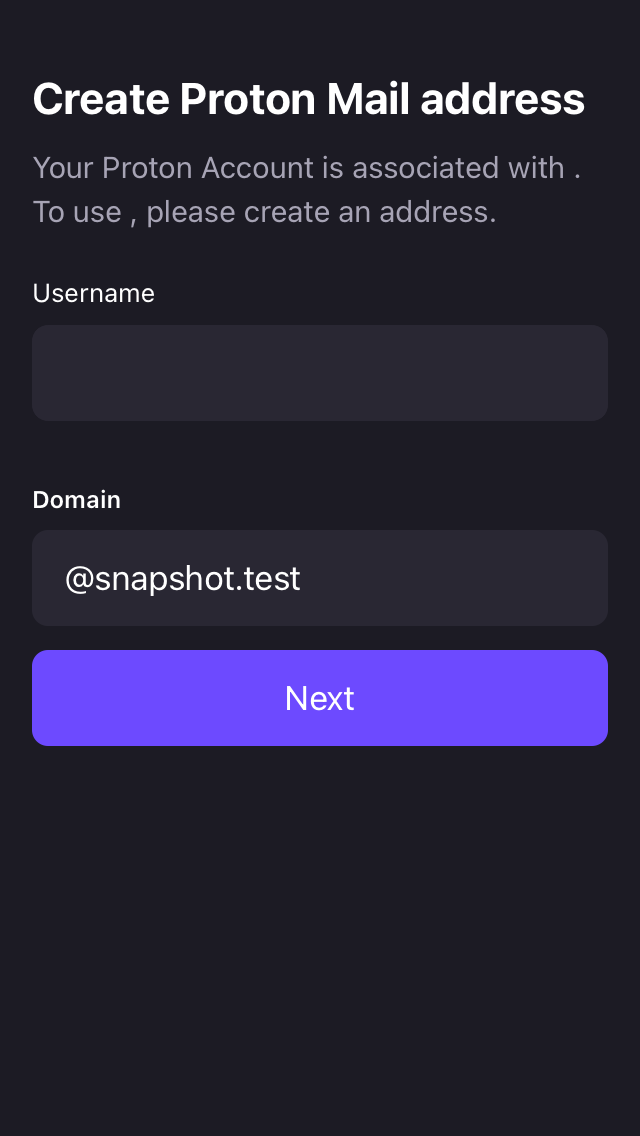 Create Proton Mail address
Your Proton Account is associated with .
To use , please create an address.
Username
Domain
@snapshot.test
Next